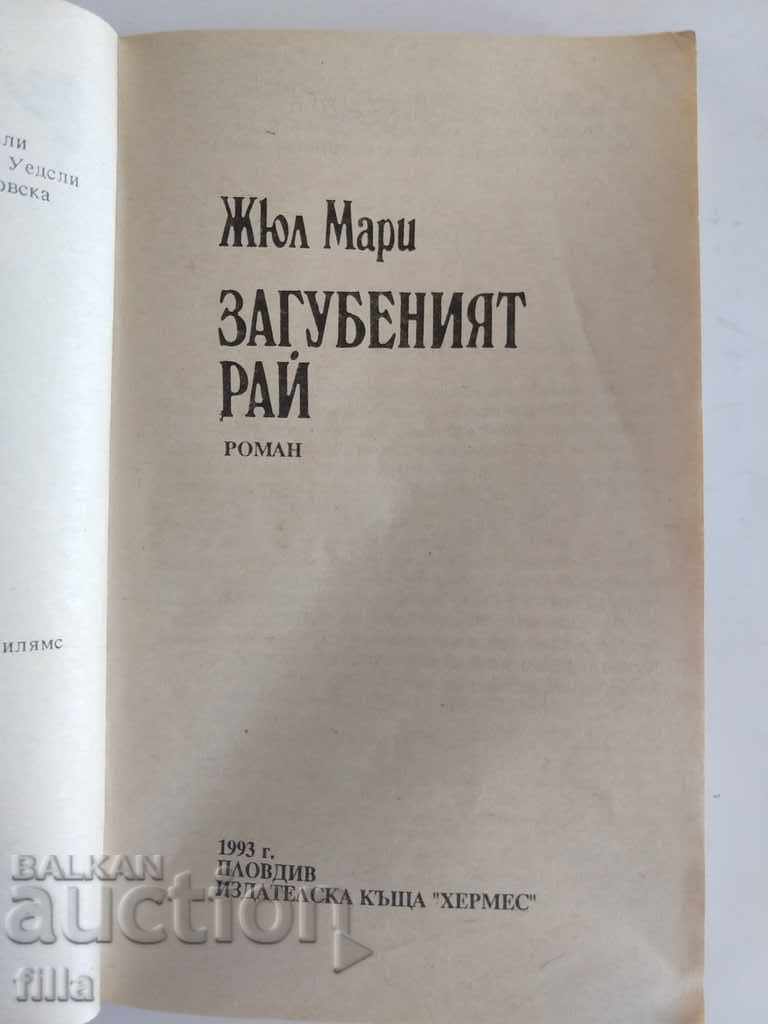 ли
Уедсли
овска
илямс
Жюл Мари
ЗАГУБЕНИЯТ
РАЙ
РОМАН
1993 г.
ПЛОВДИВ
ИЗДАТЕЛСКА КЪЩА "ХЕРМЕС"
BALKAN
auction
filla